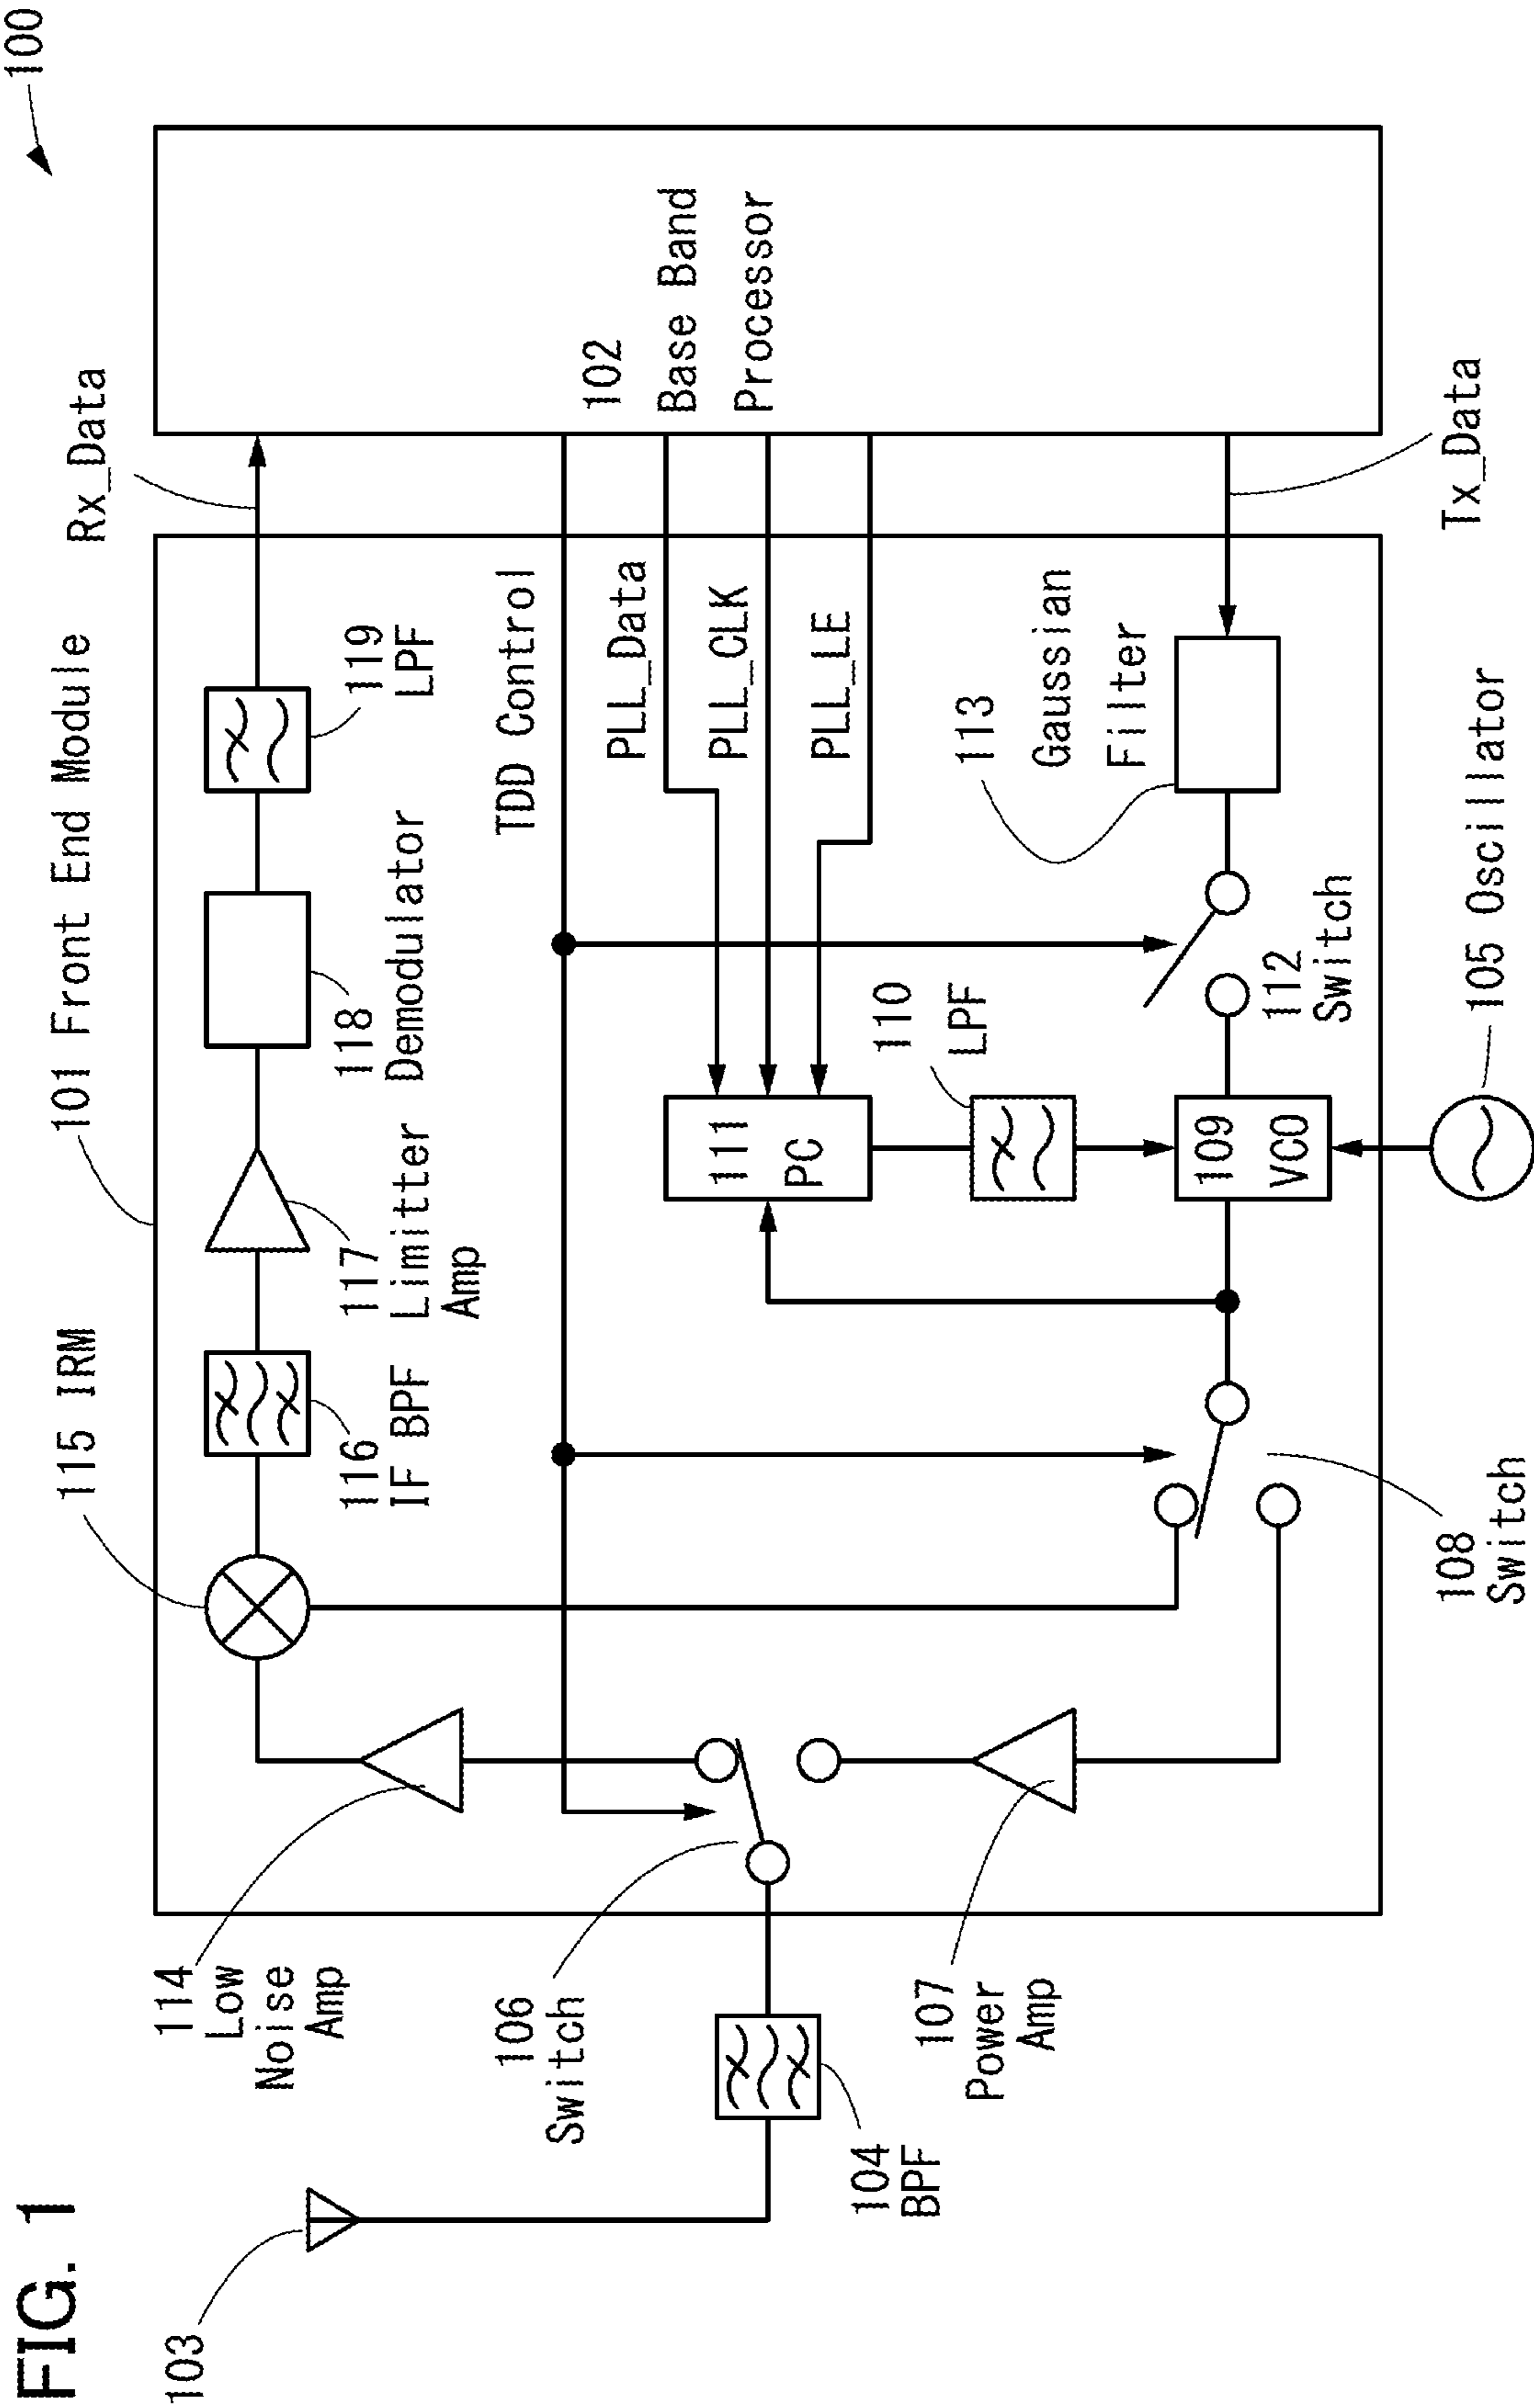 FIG. 1
100
101 Front End Module
Rx_Data
115 IRM
116
IF BPF
117
Limitter
Amp
118
Demodulator
119
LPF
TDD Control
102
Base Band
Processor
PLL_Data
PLL_CLK
PLL_LE
103
104
BPF
106
Switch
114
Low
Noise
Amp
107
Power
Amp
111
PC
110
LPF
109
VCO
112
Switch
113
Gaussian
Filter
108
Switch
105 Oscillator
Tx_Data